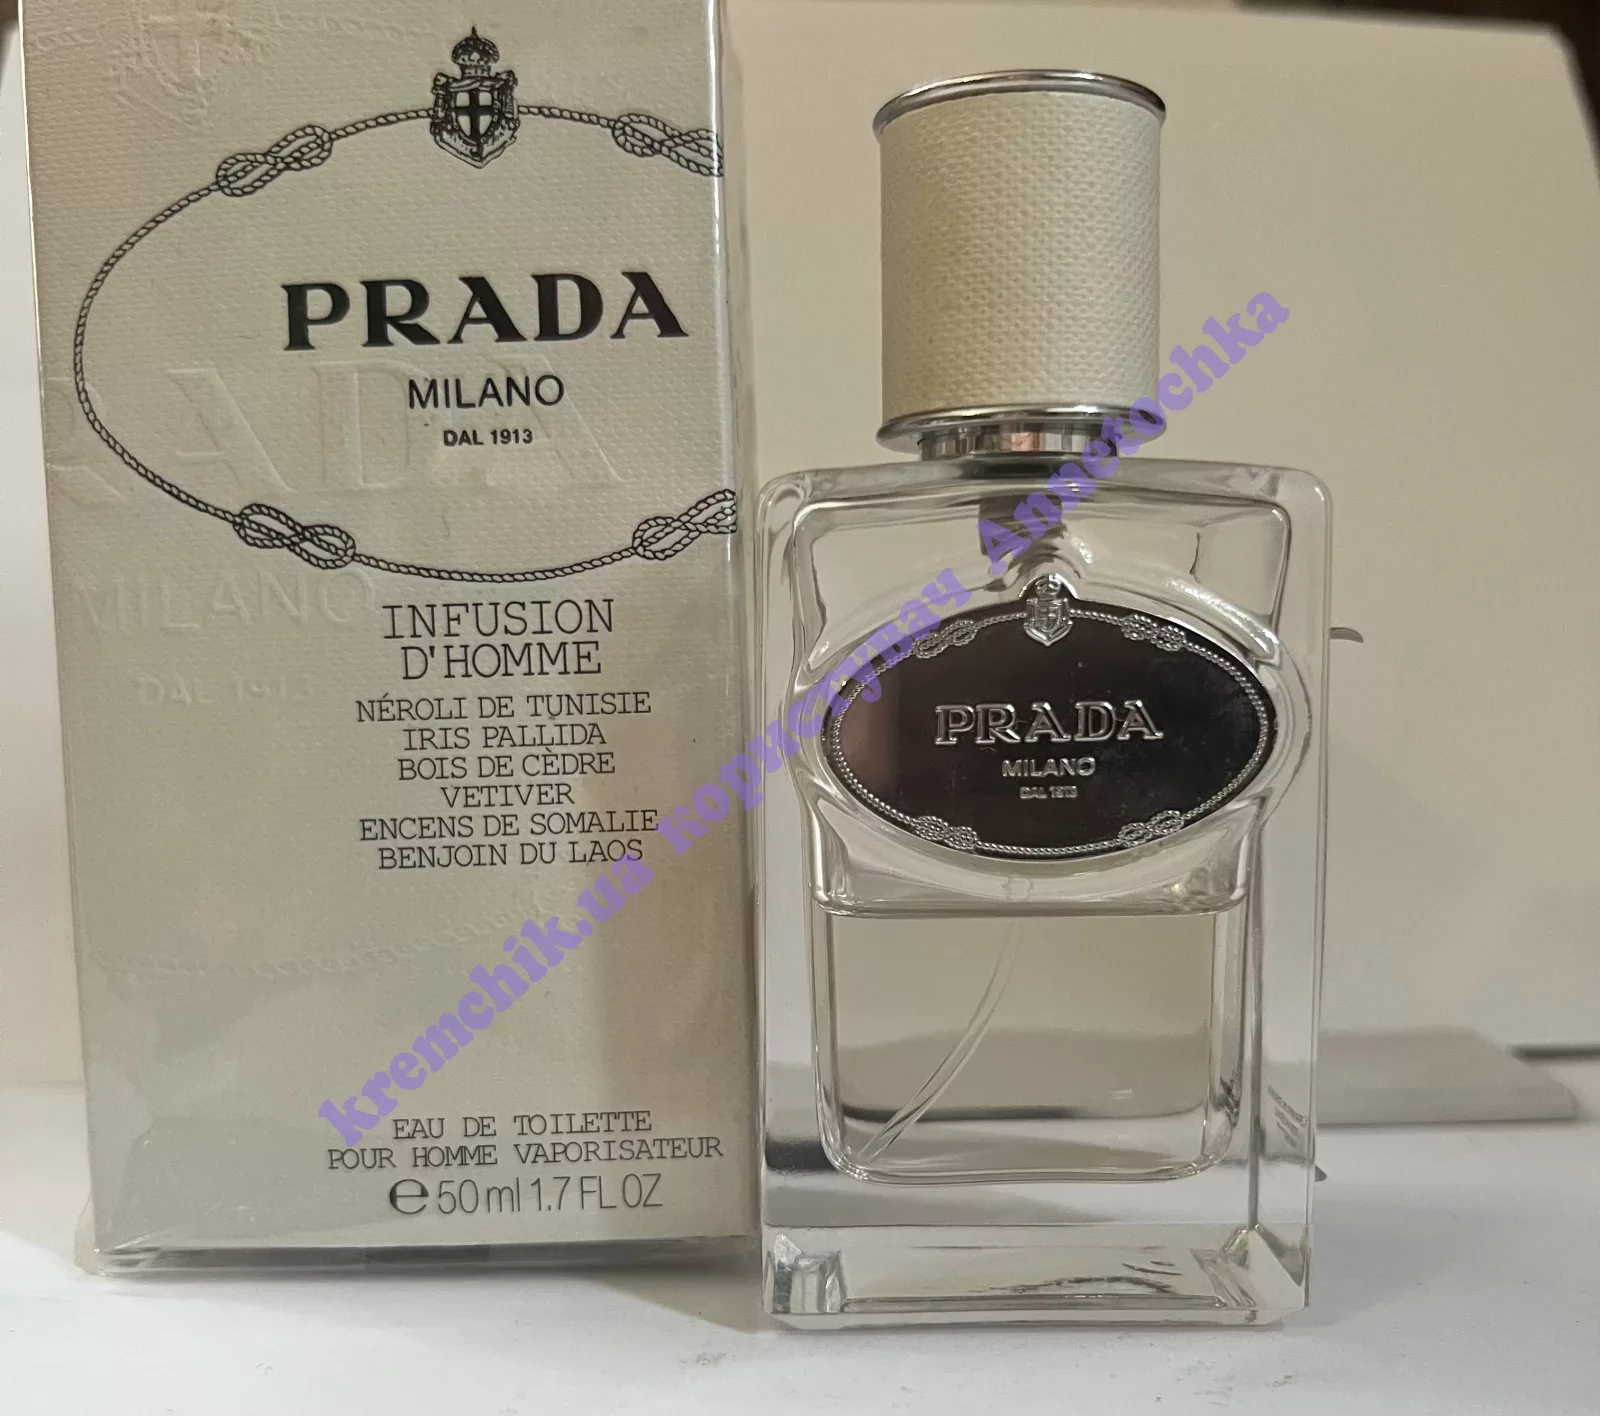 PRADA
MILANO
DAL 1913
ADA
MILANO
DAL 1913
INFUSION
D'HOMME
NÉROLI DE TUNISIE
IRIS PALLIDA
BOIS DE CÈDRE
VETIVER
ENCENS DE SOMALIE
BENJOIN DU LAOS
EAU DE TOILETTE
POUR HOMME VAPORISATEUR
e 50 ml 1.7 FL OZ
PRADA
MILANO
DAL 1913
kremchik.ua користувач Annetochka